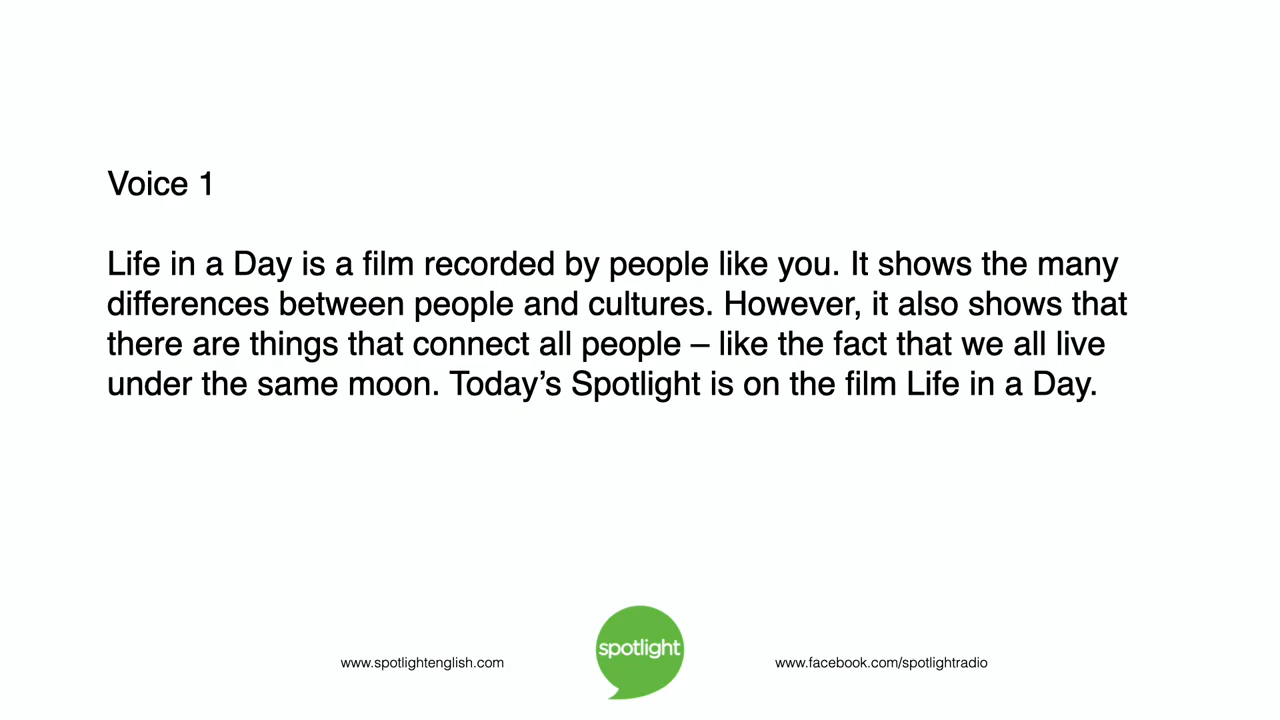 Voice 1
Life in a Day is a film recorded by people like you. It shows the many
differences between people and cultures. However, it also shows that
there are things that connect all people – like the fact that we all live
under the same moon. Today’s Spotlight is on the film Life in a Day.
www.spotlightenglish.com
spotlight
www.facebook.com/spotlightradio